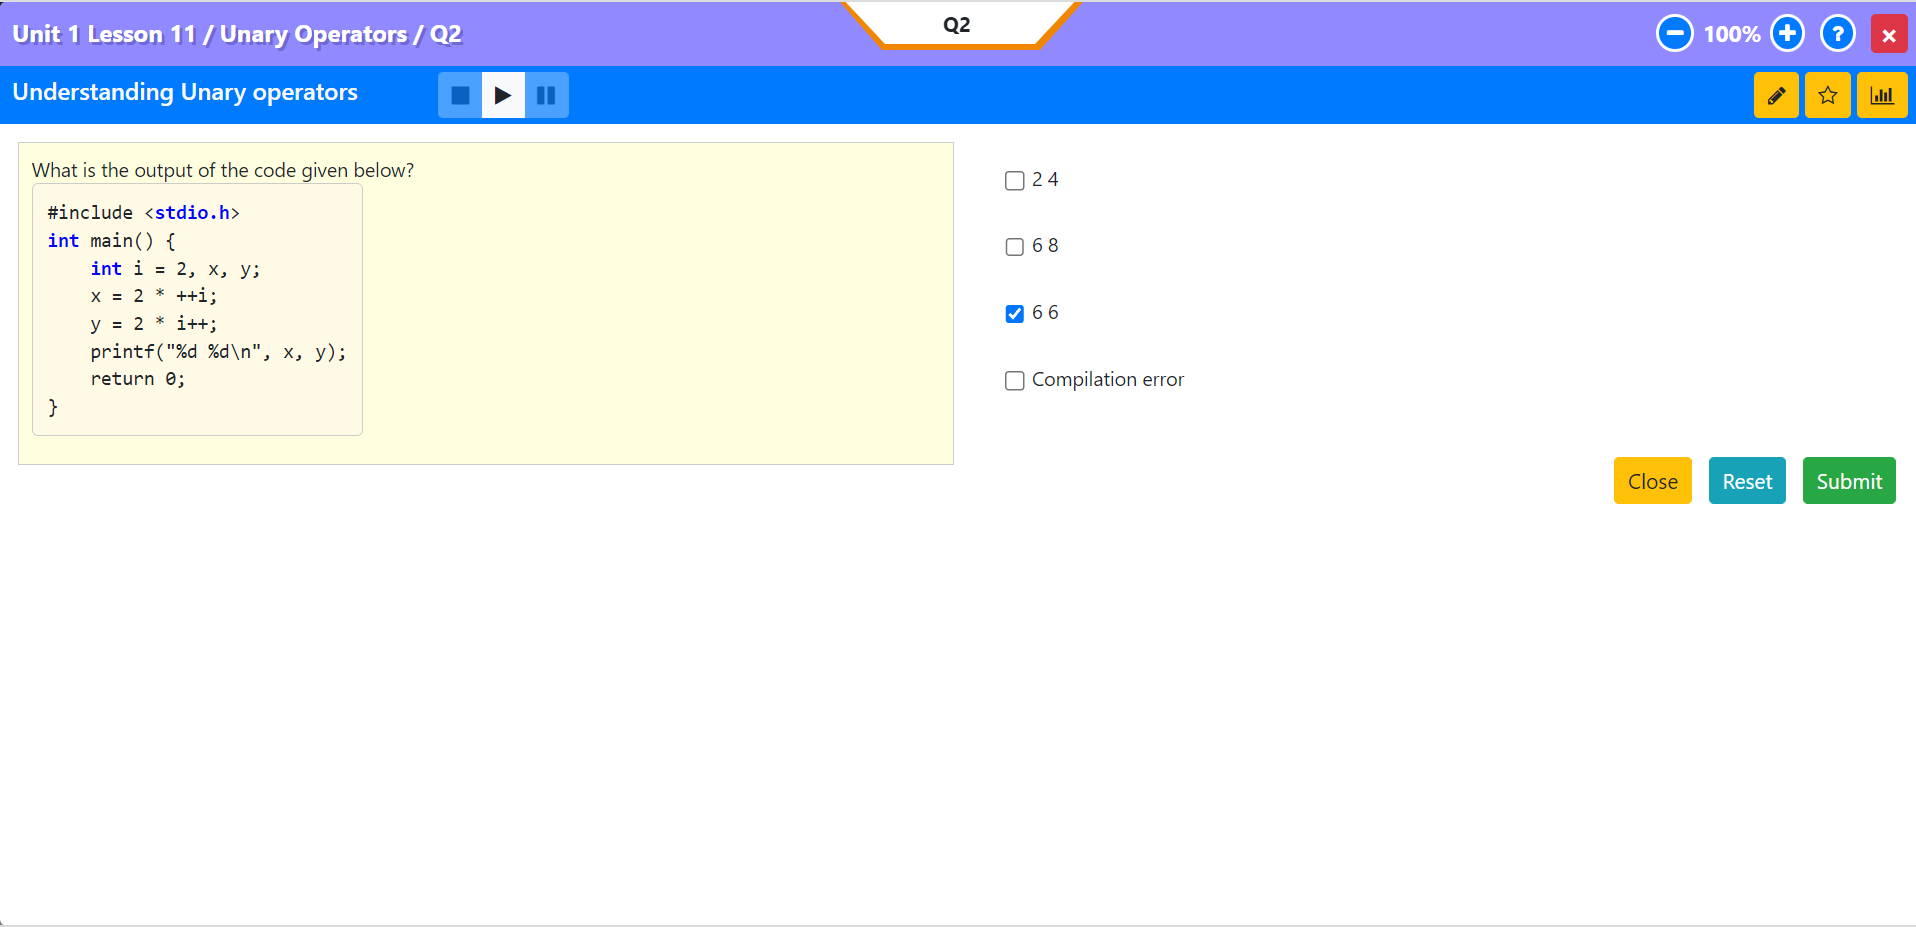 Unit 1 Lesson 11 / Unary Operators / Q2
Q2
100%
?
×
Understanding Unary operators
What is the output of the code given below?
#include <stdio.h>
int main() {
    int i = 2, x, y;
    x = 2 * ++i;
    y = 2 * i++;
    printf("%d %d\n", x, y);
    return 0;
}
2 4
6 8
6 6
Compilation error
Close Reset Submit